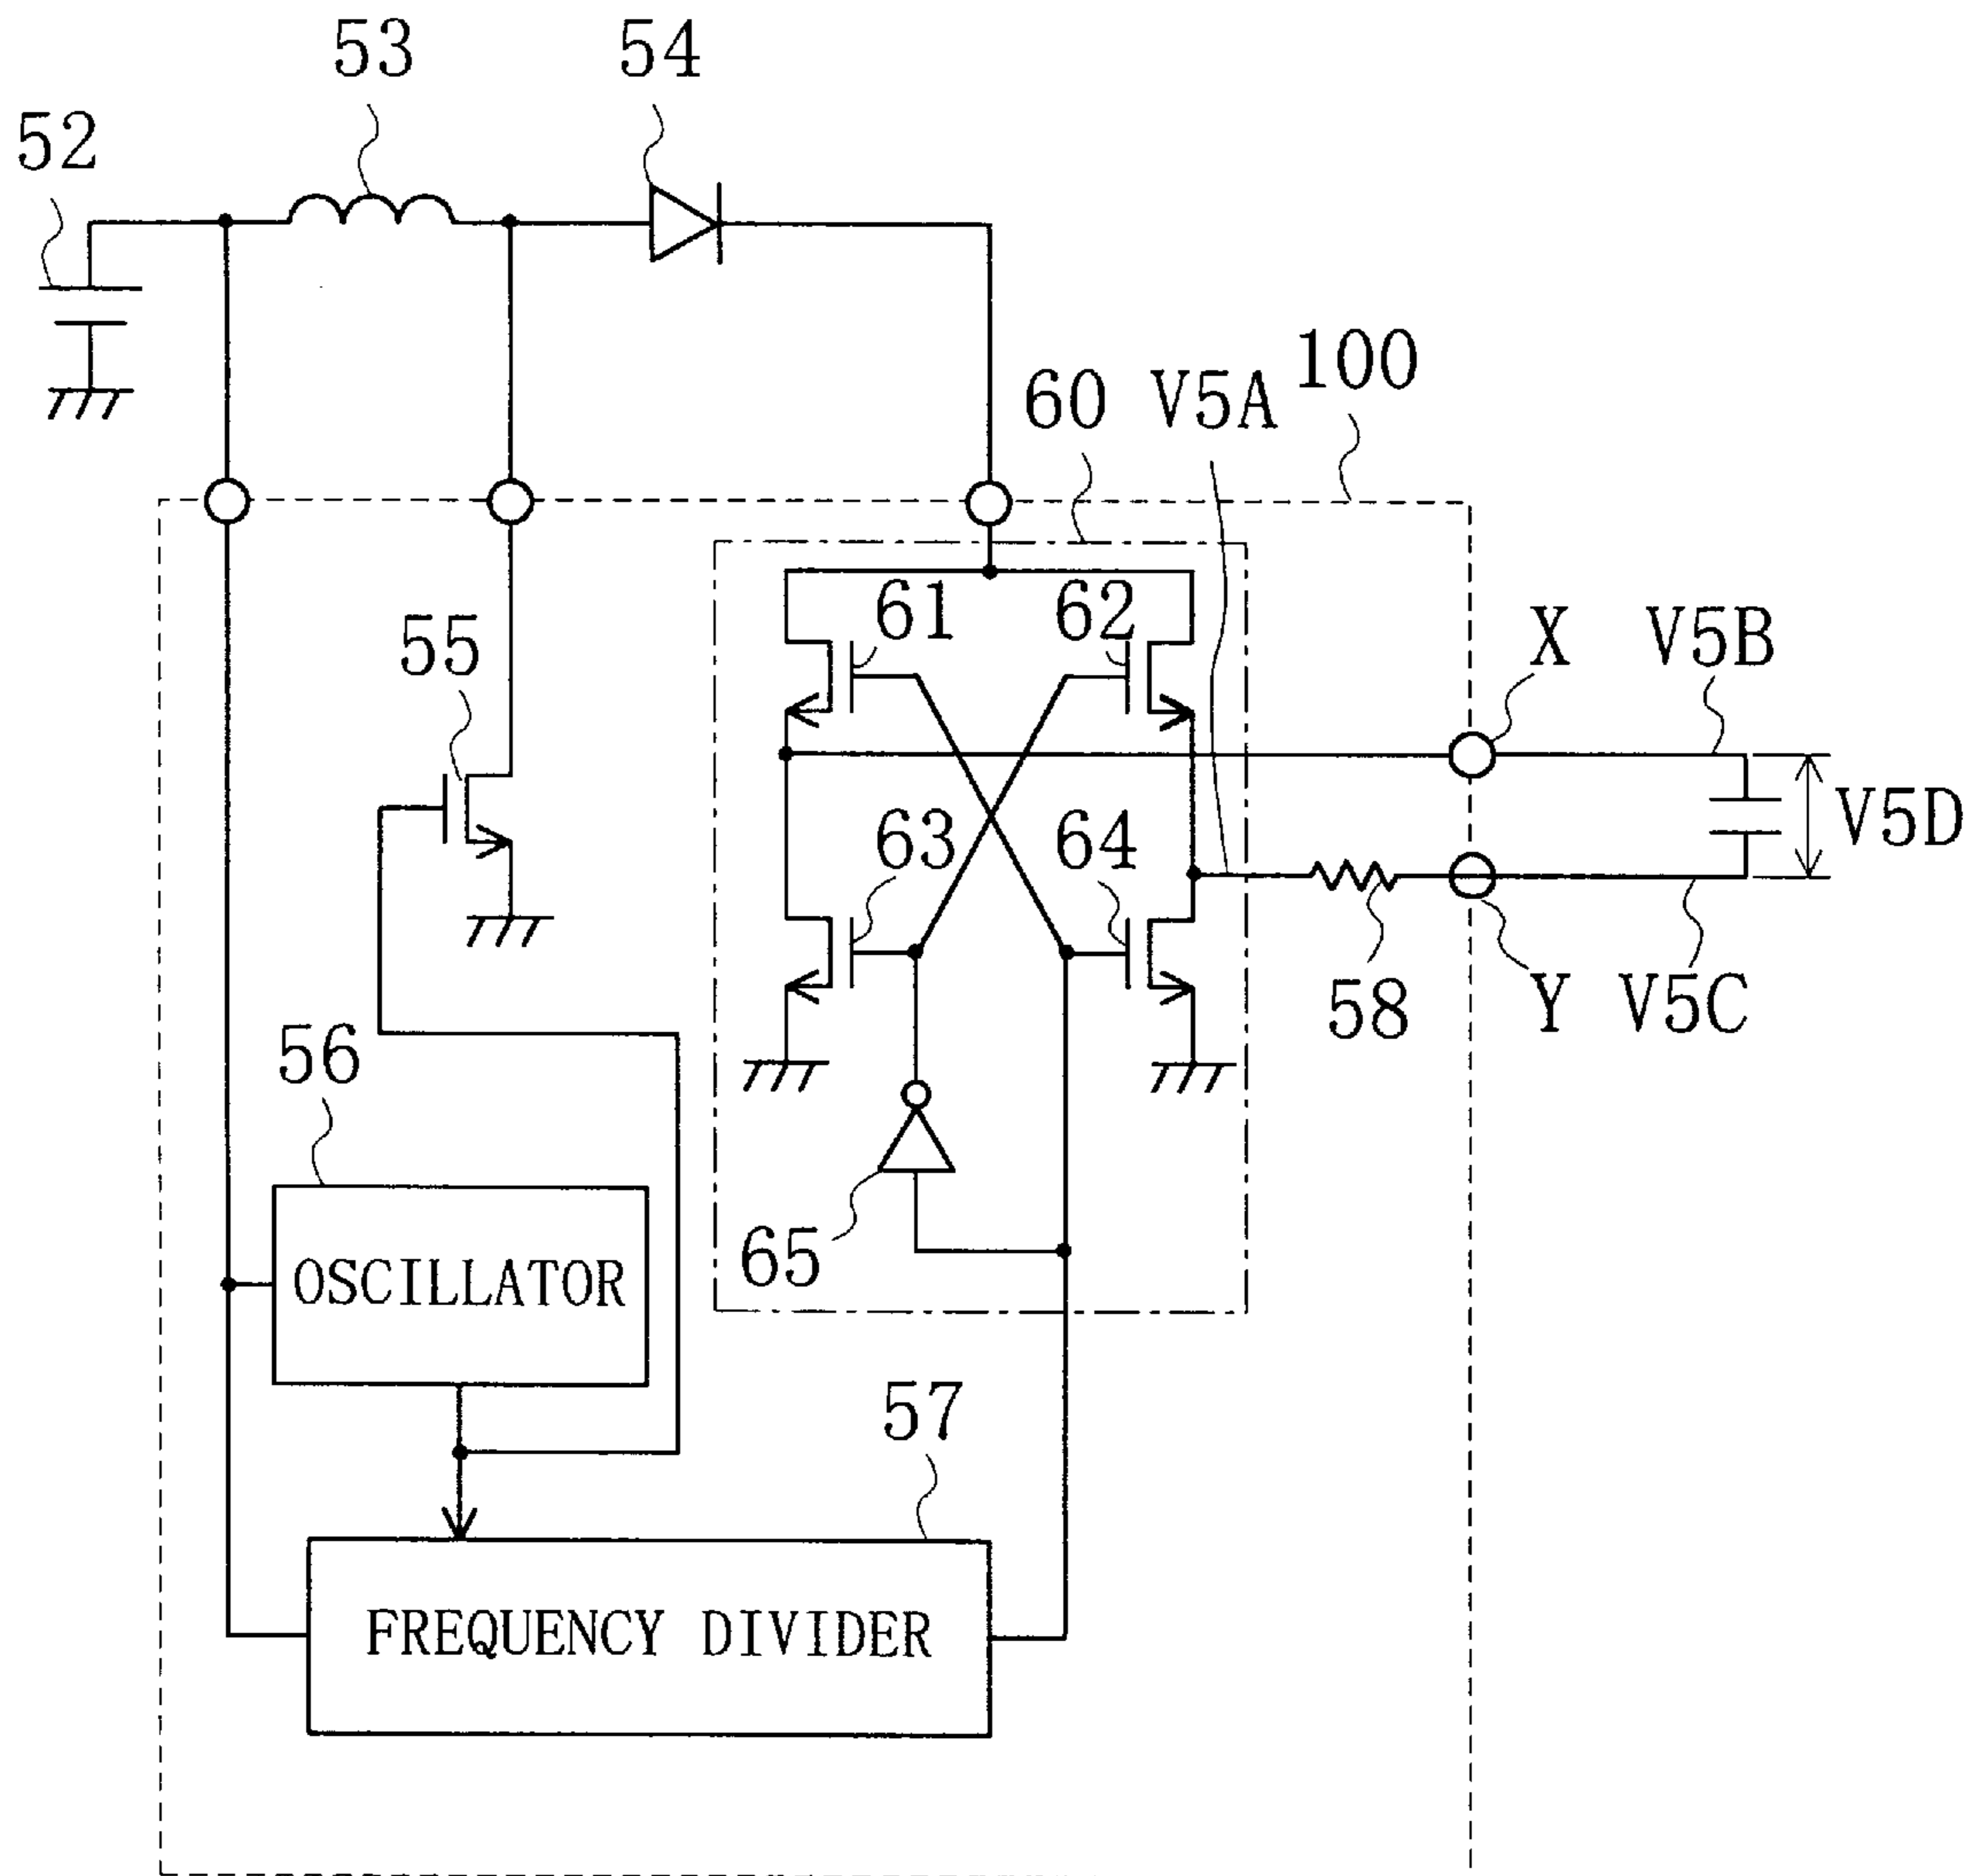 53
54
52
100
60
V5A
61
62
X
V5B
55
V5D
63
64
58
Y
V5C
56
65
OSCILLATOR
57
FREQUENCY DIVIDER